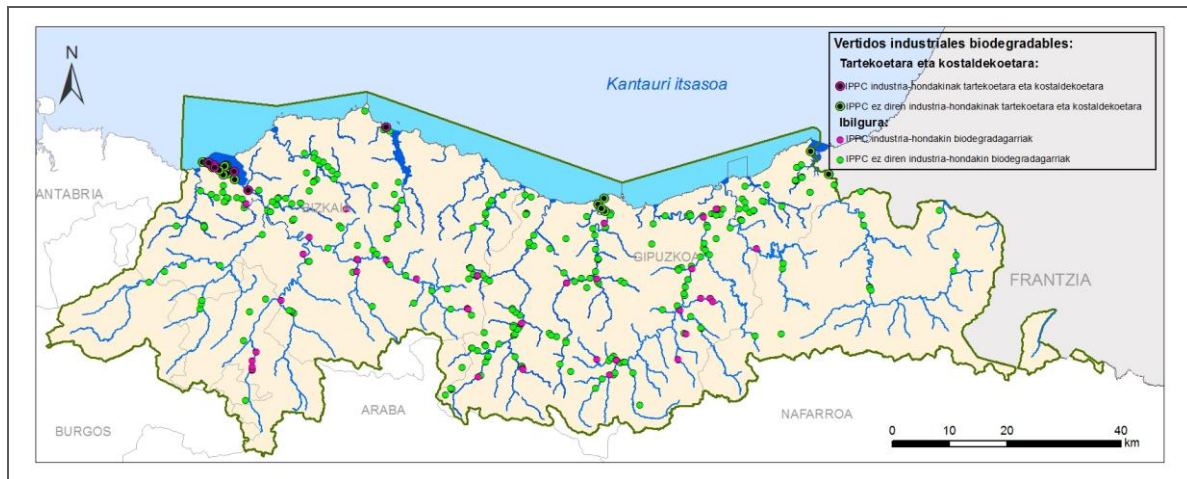 N
Kantauri itsasoa
Vertidos industriales biodegradables:
Tartekoetara eta kostaldekoetara:
IPPC industria-hondakinak tartekoetara eta kostaldekoetara
IPPC ez diren industria-hondakinak tartekoetara eta kostaldekoetara
Ibilgura:
IPPC industria-hondakin biodegradagarriak
IPPC ez diren industria-hondakin biodegradagarriak
ANTABRIA
BIZKAI
GIPUZKOA
FRANTZIA
ARABA
NAFARROA
BURGOS
0 10 20 40
km